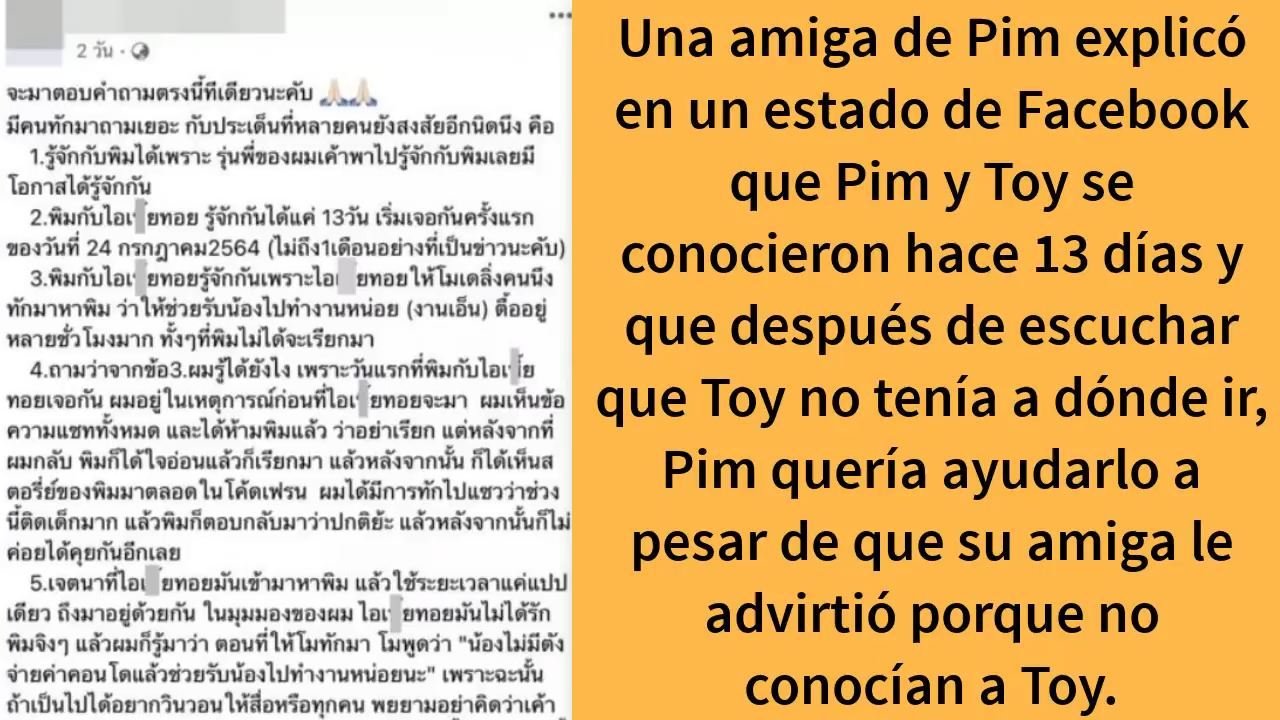 2 วัน ·
จะมาตอบคำถามตรงนี้ทีเดียวนะคับ 🙏🏻🙏🏻
มีคนทักมาถามเยอะ กับประเด็นที่หลายคนยังสงสัยอีกนิดนึง คือ
1.รู้จักกับพิมได้เพราะ รุ่นพี่ของผมเค้าพาไปรู้จักกับพิมเลยมี
โอกาสได้รู้จักกัน
2.พิมกับไอเ ยทอย รู้จักกันได้แค่ 13วัน เริ่มเจอกันครั้งแรก
ของวันที่ 24 กรกฎาคม2564 (ไม่ถึง1เดือนอย่างที่เป็นข่าวนะคับ)
3.พิมกับไอเ ยทอยรู้จักกันเพราะไอ ยทอยให้โมเดลิ่งคนนึง
ทักมาหาพิม ว่าให้ช่วยรับน้องไปทำงานหน่อย (งานเอ็น) ตื้ออยู่
หลายชั่วโมงมาก ทั้งๆที่พิมไม่ได้จะเรียกมา
4.ถามว่าจากข้อ3.ผมรู้ได้ยังไง เพราะวันแรกที่พิมกับไอเ ย
ทอยเจอกัน ผมอยู่ในเหตุการณ์ก่อนที่ไอเ ยทอยจะมา ผมเห็นข้อ
ความแชททั้งหมด และได้ห้ามพิมแล้ว ว่าอย่าเรียก แต่หลังจากที่
ผมกลับ พิมก็ได้ใจอ่อนแล้วก็เรียกมา แล้วหลังจากนั้น ก็ได้เห็นส
ตอรี่ย์ของพิมมาตลอดในโค้ดเฟรน ผมได้มีการทักไปแซวว่าช่วง
นี้ติดเด็กมาก แล้วพิมก็ตอบกลับมาว่าปกติย้ะ แล้วหลังจากนั้นก็ไม่
ค่อยได้คุยกันอีกเลย
5.เจตนาที่ไอเ ยทอยมันเข้ามาหาพิม แล้วใช้ระยะเวลาแค่แปป
เดียว ถึงมาอยู่ด้วยกัน ในมุมมองของผม ไอเ ยทอยมันไม่ได้รัก
พิมจิงๆ แล้วผมก็รู้มาว่า ตอนที่ให้โมทักมา โมพูดว่า "น้องไม่มีตัง
จ่ายค่าคอนโดแล้วช่วยรับน้องไปทำงานหน่อยนะ" เพราะฉะนั้น
ถ้าเป็นไปได้อยากวินวอนให้สื่อหรือทุกคน พยยามอย่าคิดว่าเค้า
Una amiga de Pim explicó
en un estado de Facebook
que Pim y Toy se
conocieron hace 13 días y
que después de escuchar
que Toy no tenía a dónde ir,
Pim quería ayudarlo a
pesar de que su amiga le
advirtió porque no
conocían a Toy.